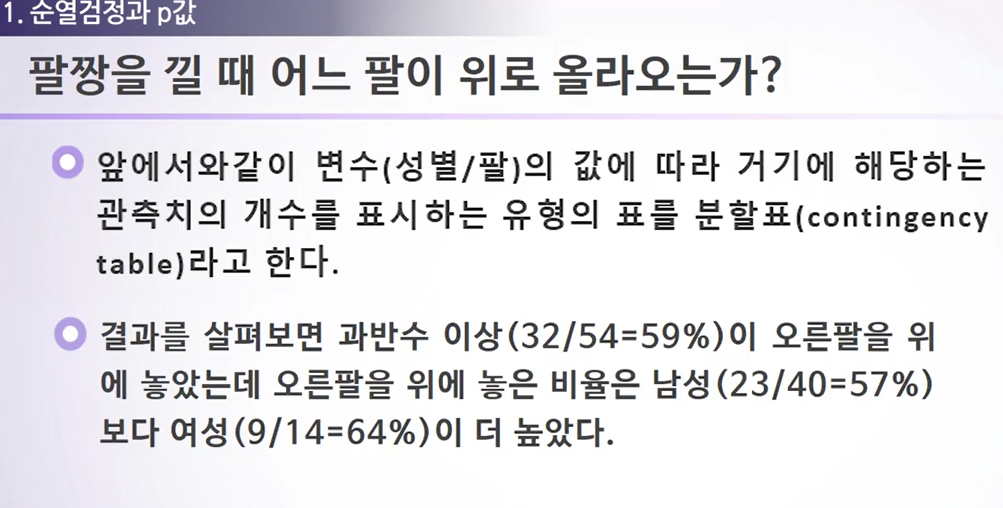 1. 순열검정과 p값
팔짱을 낄 때 어느 팔이 위로 올라오는가?
앞에서와같이 변수(성별/팔)의 값에 따라 거기에 해당하는
관측치의 개수를 표시하는 유형의 표를 분할표(contingency
table)라고 한다.
결과를 살펴보면 과반수 이상(32/54=59%)이 오른팔을 위
에 놓았는데 오른팔을 위에 놓은 비율은 남성(23/40=57%)
보다 여성(9/14=64%)이 더 높았다.